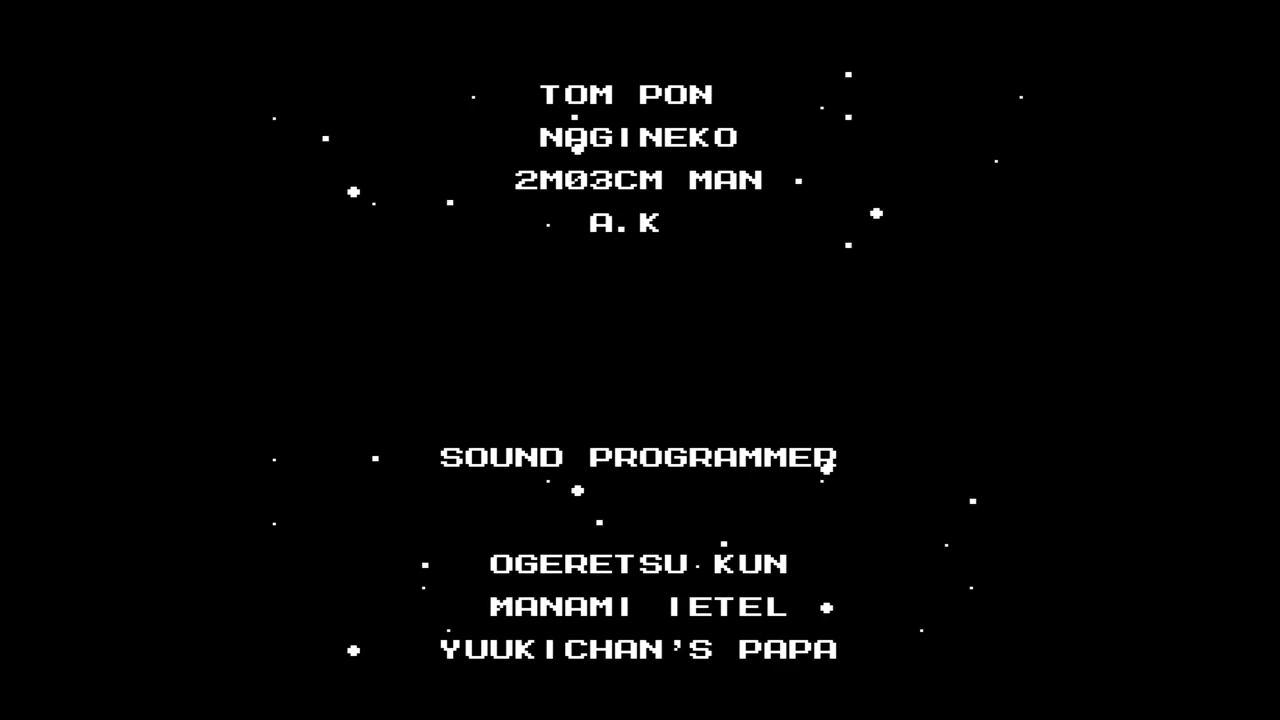 TOM PON
NAGINEKO
2M03CM MAN
A.K
SOUND PROGRAMMER
OGERETSU KUN
MANAMI IETEL
YUUKICHAN'S PAPA